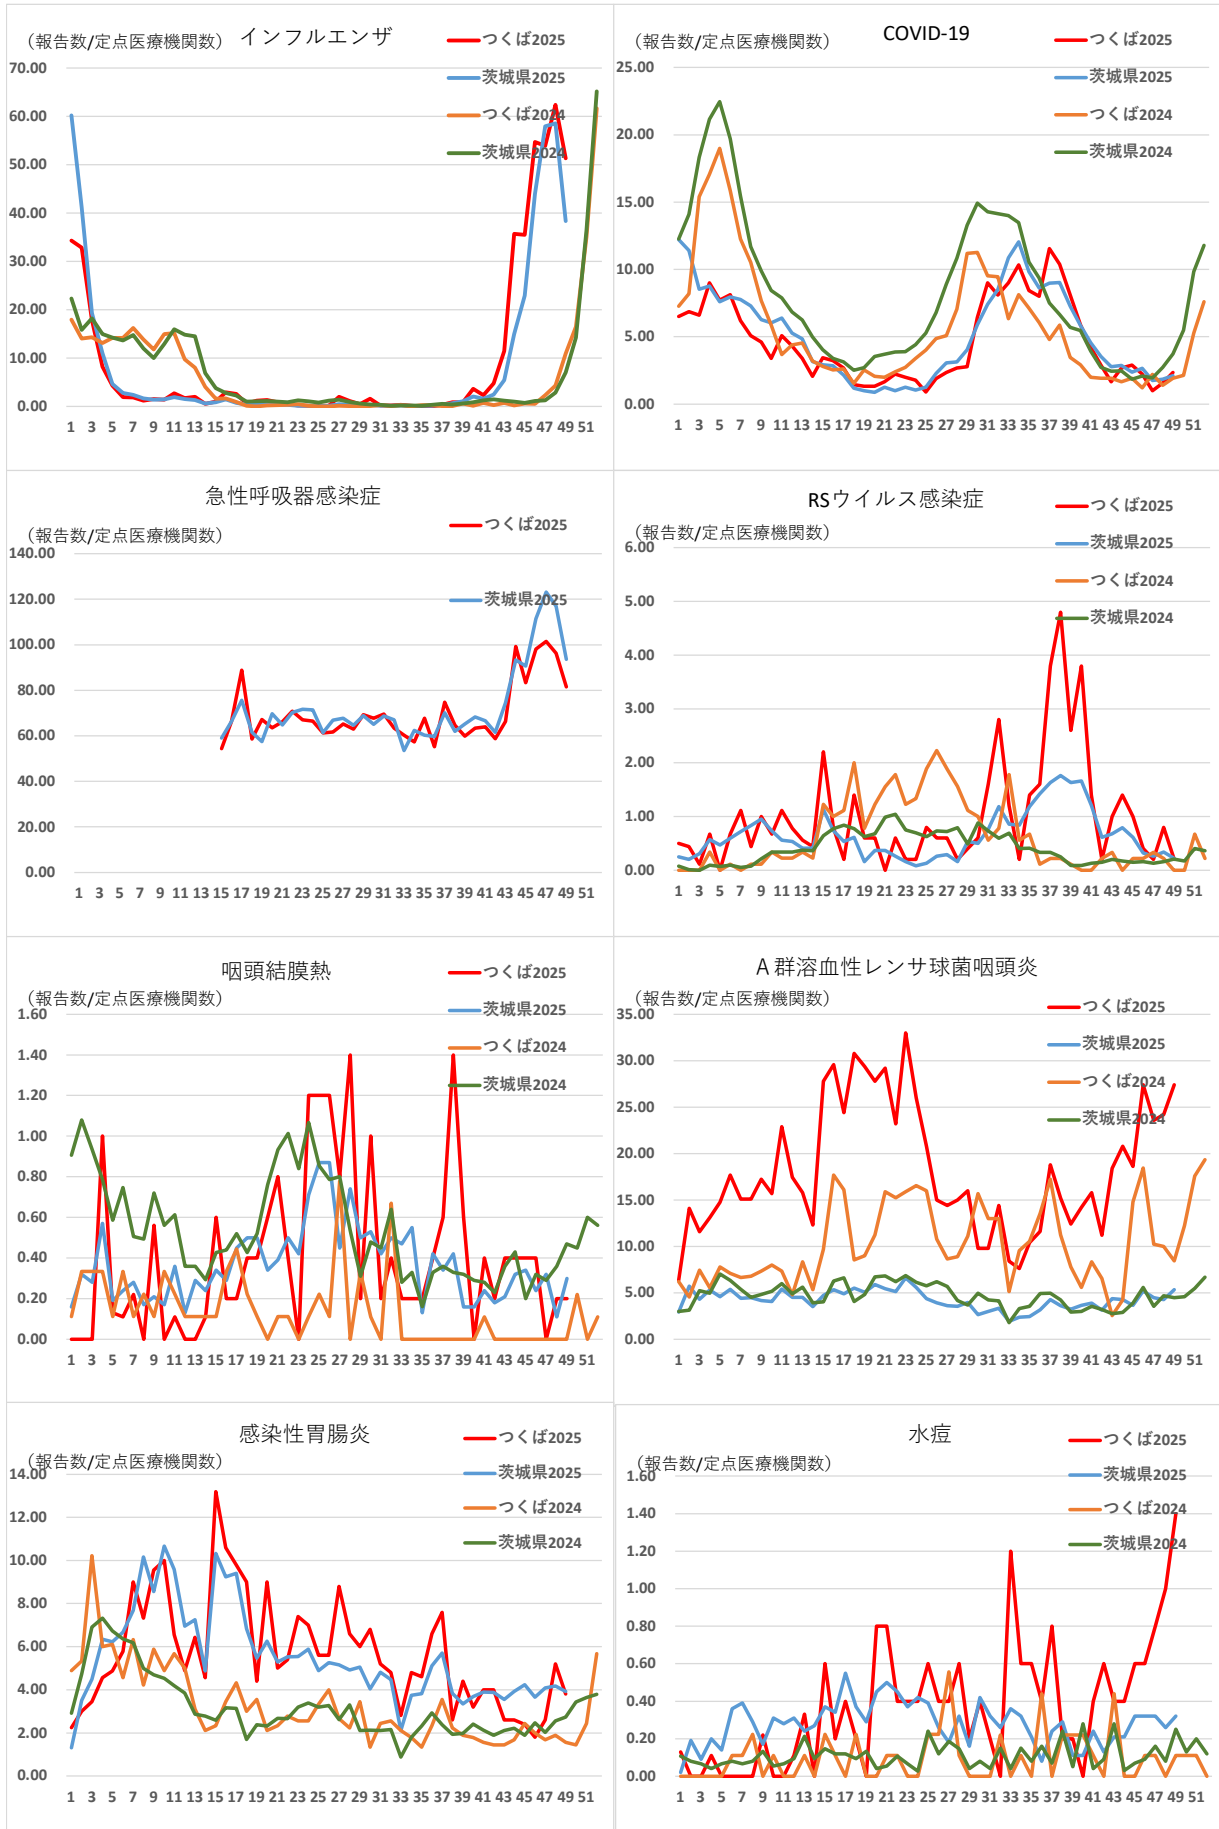 インフルエンザ
（報告数/定点医療機関数）
つくば2025
茨城県2025
つくば2024
茨城県2024
70.00
60.00
50.00
40.00
30.00
20.00
10.00
0.00
1 3 5 7 9 11 13 15 17 19 21 23 25 27 29 31 33 35 37 39 41 43 45 47 49 51
COVID-19
（報告数/定点医療機関数）
つくば2025
茨城県2025
つくば2024
茨城県2024
25.00
20.00
15.00
10.00
5.00
0.00
1 3 5 7 9 11 13 15 17 19 21 23 25 27 29 31 33 35 37 39 41 43 45 47 49 51
急性呼吸器感染症
（報告数/定点医療機関数）
つくば2025
茨城県2025
140.00
120.00
100.00
80.00
60.00
40.00
20.00
0.00
1 3 5 7 9 11 13 15 17 19 21 23 25 27 29 31 33 35 37 39 41 43 45 47 49 51
RSウイルス感染症
（報告数/定点医療機関数）
つくば2025
茨城県2025
つくば2024
茨城県2024
6.00
5.00
4.00
3.00
2.00
1.00
0.00
1 3 5 7 9 11 13 15 17 19 21 23 25 27 29 31 33 35 37 39 41 43 45 47 49 51
咽頭結膜熱
（報告数/定点医療機関数）
つくば2025
茨城県2025
つくば2024
茨城県2024
1.60
1.40
1.20
1.00
0.80
0.60
0.40
0.20
0.00
1 3 5 7 9 11 13 15 17 19 21 23 25 27 29 31 33 35 37 39 41 43 45 47 49 51
A群溶血性レンサ球菌咽頭炎
（報告数/定点医療機関数）
つくば2025
茨城県2025
つくば2024
茨城県2024
35.00
30.00
25.00
20.00
15.00
10.00
5.00
0.00
1 3 5 7 9 11 13 15 17 19 21 23 25 27 29 31 33 35 37 39 41 43 45 47 49 51
感染性胃腸炎
（報告数/定点医療機関数）
つくば2025
茨城県2025
つくば2024
茨城県2024
14.00
12.00
10.00
8.00
6.00
4.00
2.00
0.00
1 3 5 7 9 11 13 15 17 19 21 23 25 27 29 31 33 35 37 39 41 43 45 47 49 51
水痘
（報告数/定点医療機関数）
つくば2025
茨城県2025
つくば2024
茨城県2024
1.60
1.40
1.20
1.00
0.80
0.60
0.40
0.20
0.00
1 3 5 7 9 11 13 15 17 19 21 23 25 27 29 31 33 35 37 39 41 43 45 47 49 51